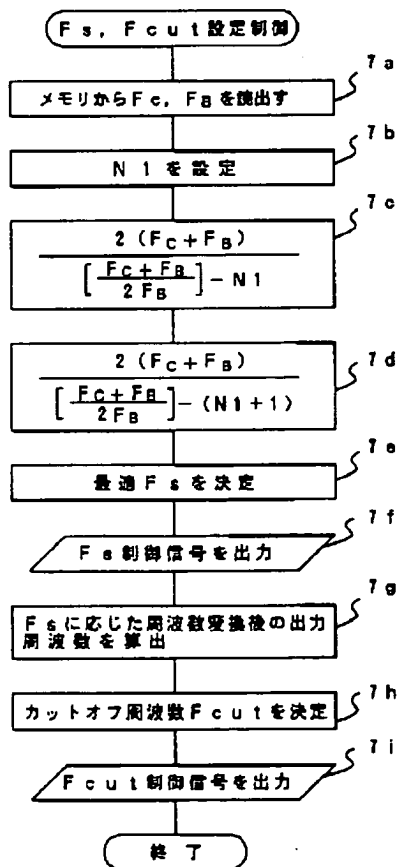 Fs, Fcut設定制御
7a
メモリからFc, FBを読出す
7b
N1を設定
7c
2 (FC+FB)
[FC+FB
2FB]-N1
7d
2 (FC+FB)
[FC+FB
2FB]-(N1+1)
7e
最適Fsを決定
7f
Fs制御信号を出力
7g
Fsに応じた周波数変換後の出力
周波数を算出
7h
カットオフ周波数Fcutを決定
7i
Fcut制御信号を出力
終了